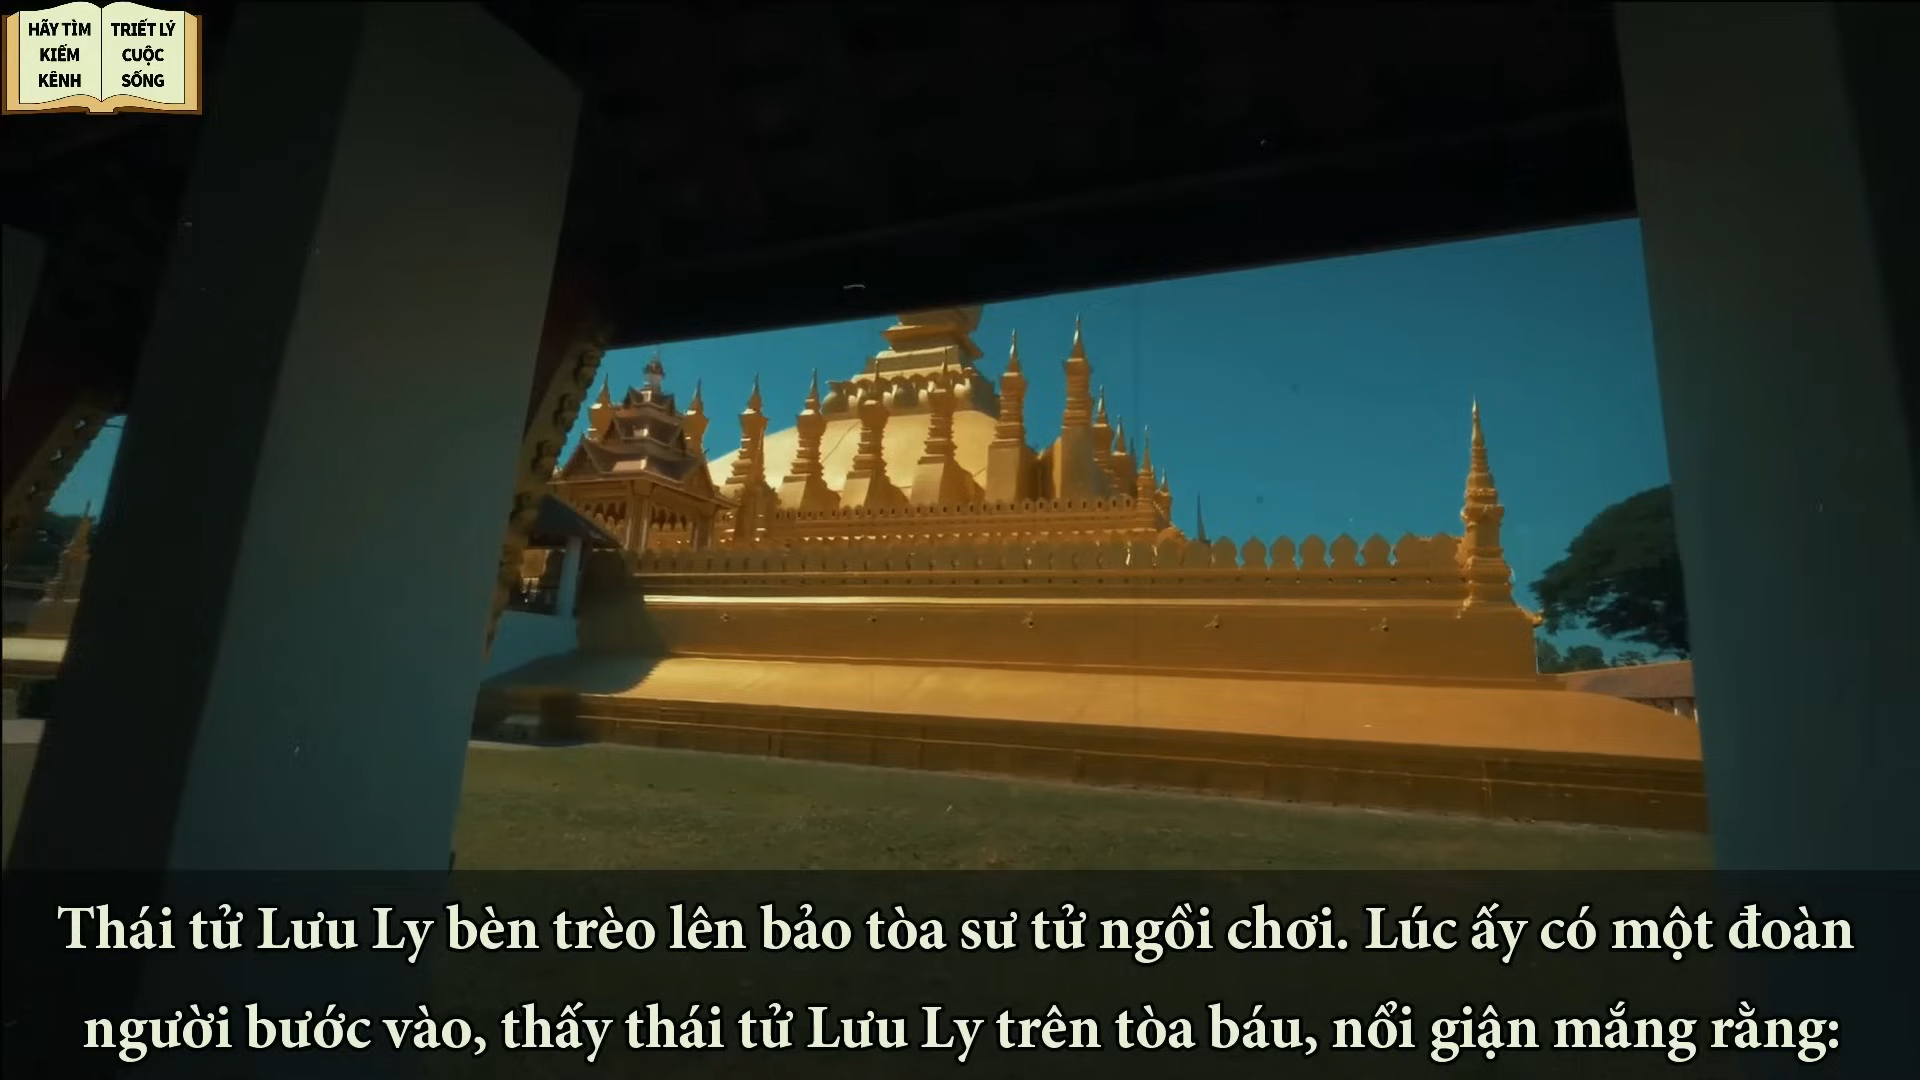 HÃY TÌM
KIẾM
KÊNH
TRIẾT LÝ
CUỘC
SỐNG
Thái tử Lưu Ly bèn trèo lên bảo tòa sư tử ngồi chơi. Lúc ấy có một đoàn
người bước vào, thấy thái tử Lưu Ly trên tòa báu, nổi giận mắng rằng: